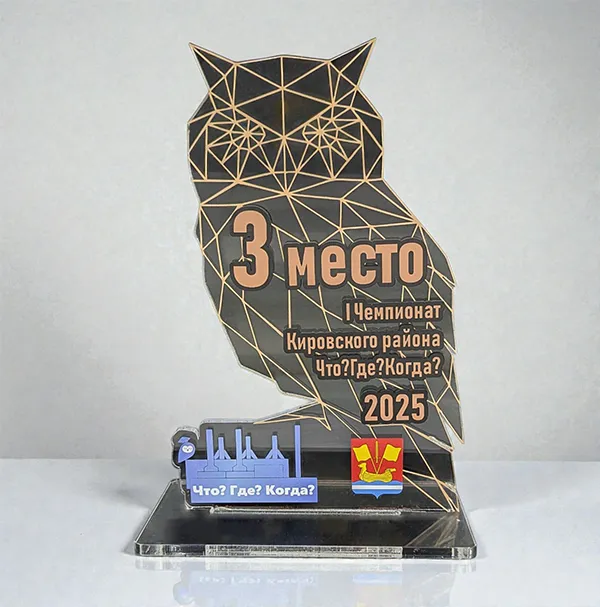 3 место
I Чемпионат
Кировского района
Что?Где?Когда?
2025
Что? Где? Когда?